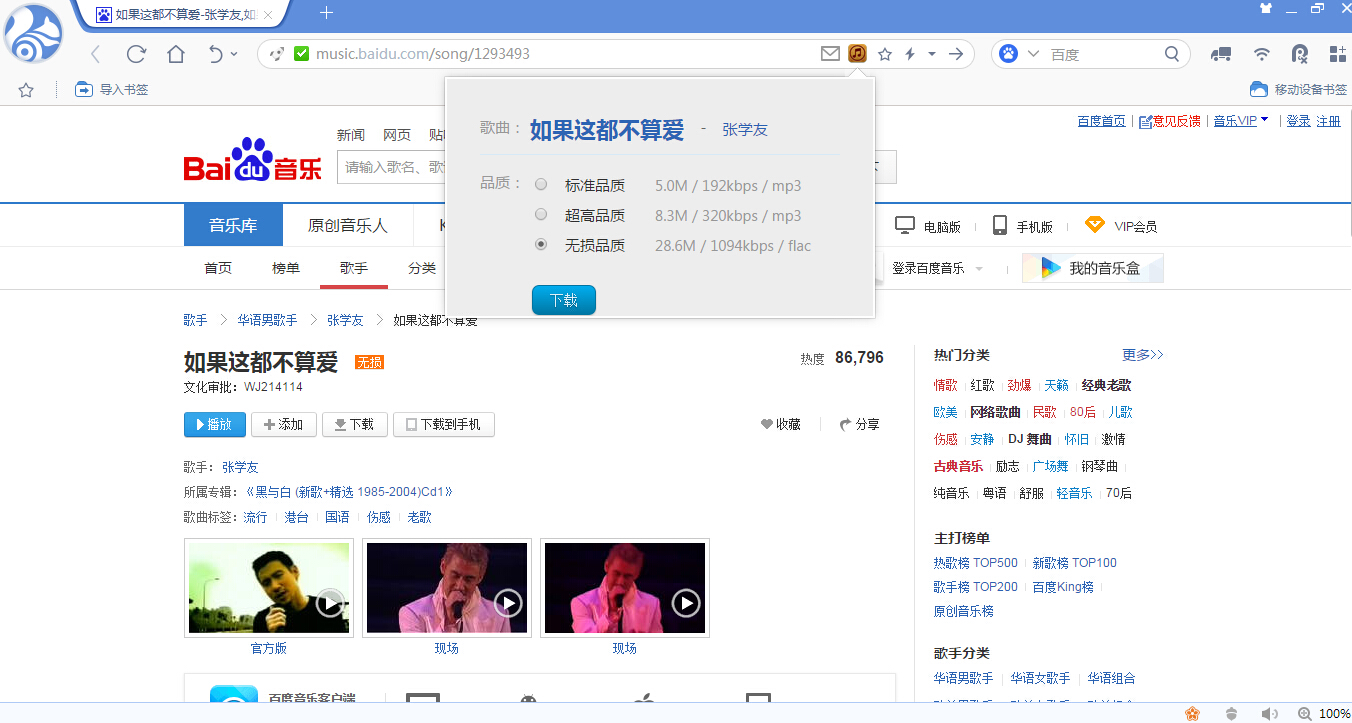 如果这都不算爱-张学友,如
music.baidu.com/song/1293493
百度
导入书签
移动设备书签
歌曲： 如果这都不算爱 - 张学友
品质： 标准品质 5.0M / 192kbps / mp3
超高品质 8.3M / 320kbps / mp3
无损品质 28.6M / 1094kbps / flac
下载
百度首页 意见反馈 音乐VIP 登录 注册
Bai du 音乐
新闻 网页
请输入歌名、
音乐库 原创音乐人
电脑版 手机版 VIP会员
首页 榜单 歌手 分类
登录百度音乐 我的音乐盒
歌手 华语男歌手 张学友 如果这都不算爱
如果这都不算爱 无损
热度 86,796
文化审批：WJ214114
播放 添加 下载 下载到手机
收藏 分享
歌手： 张学友
所属专辑： 《黑与白 (新歌+精选 1985-2004)Cd1》
歌曲标签： 流行 港台 国语 伤感 老歌
官方版 现场 现场
百度音乐客户端
热门分类 更多>>
情歌 红歌 劲爆 天籁 经典老歌
欧美 网络歌曲 民歌 80后 儿歌
伤感 安静 DJ 舞曲 怀旧 激情
古典音乐 励志 广场舞 钢琴曲
纯音乐 粤语 舒服 轻音乐 70后
主打榜单
热歌榜 TOP500 新歌榜 TOP100
歌手榜 TOP200 百度King榜
原创音乐榜
歌手分类
华语男歌手 华语女歌手 华语组合
100%